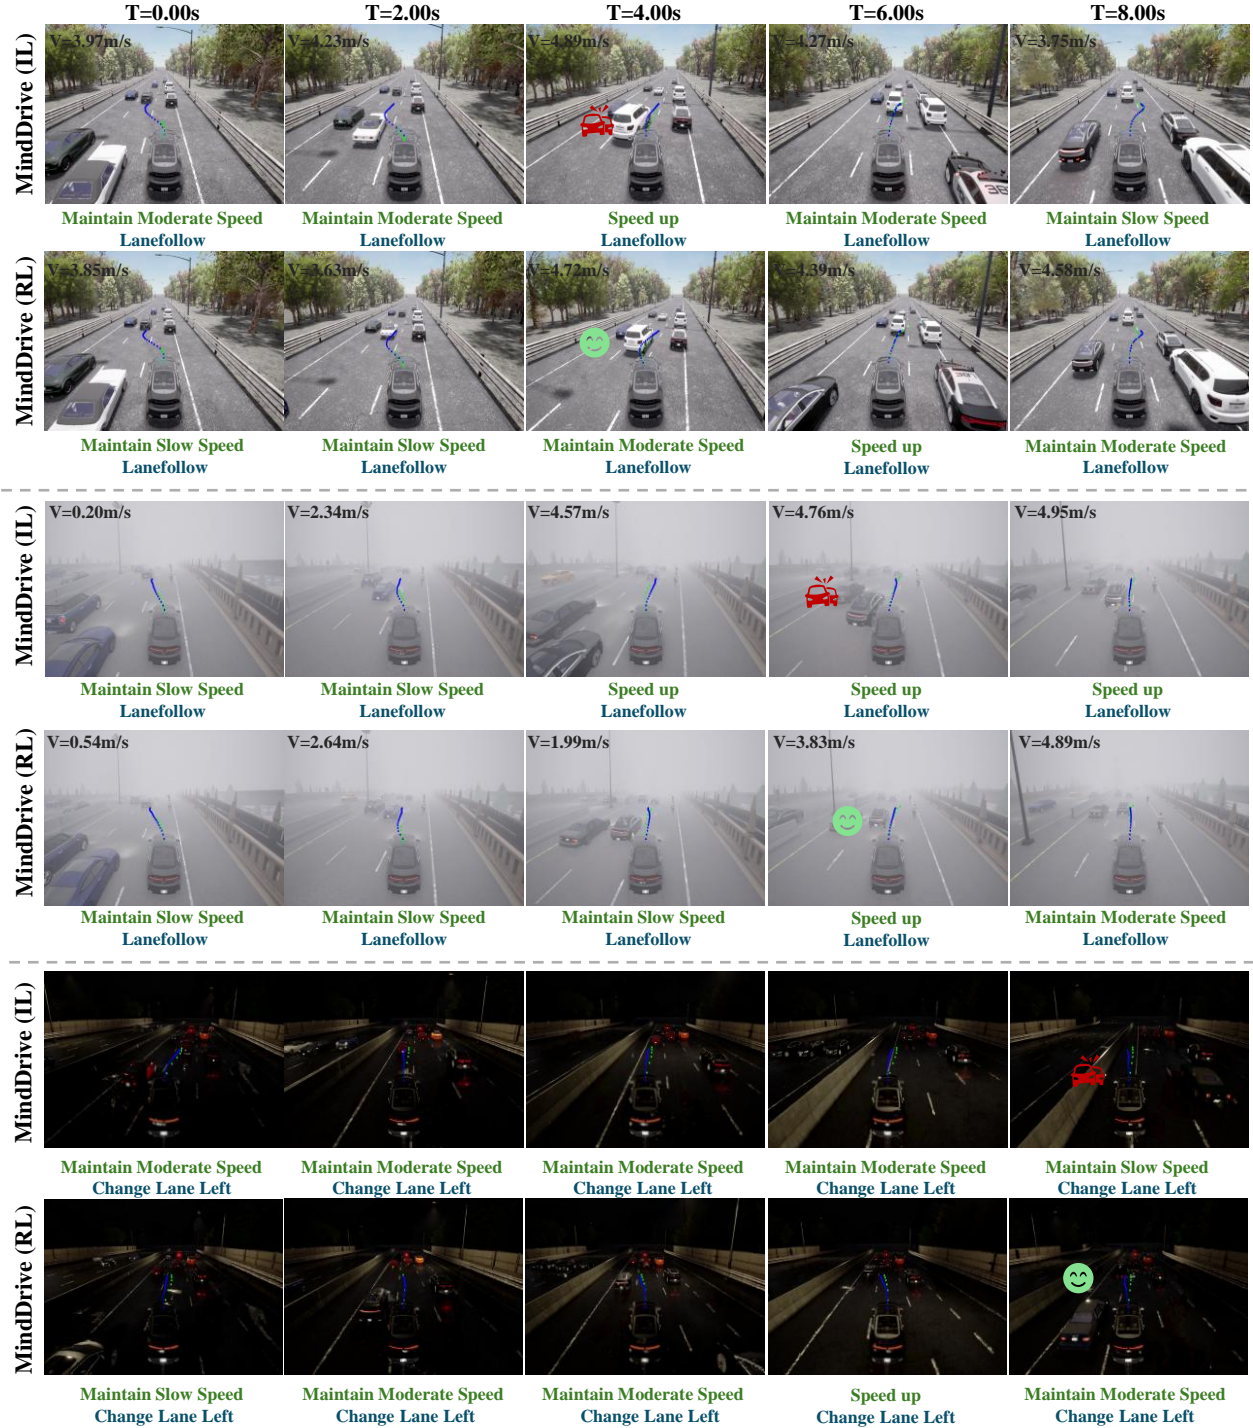 T=0.00s T=2.00s T=4.00s T=6.00s T=8.00s
MindDrive (IL)
V=3.97m/s V=4.23m/s V=4.89m/s V=4.27m/s V=3.75m/s
38
Maintain Moderate Speed Maintain Moderate Speed Speed up Maintain Moderate Speed Maintain Slow Speed
Lanefollow Lanefollow Lanefollow Lanefollow Lanefollow
MindDrive (RL)
V=3.85m/s V=3.63m/s V=4.72m/s V=4.39m/s V=4.58m/s
Maintain Slow Speed Maintain Slow Speed Maintain Moderate Speed Speed up Maintain Moderate Speed
Lanefollow Lanefollow Lanefollow Lanefollow Lanefollow
MindDrive (IL)
V=0.20m/s V=2.34m/s V=4.57m/s V=4.76m/s V=4.95m/s
Maintain Slow Speed Maintain Slow Speed Speed up Speed up Speed up
Lanefollow Lanefollow Lanefollow Lanefollow Lanefollow
MindDrive (RL)
V=0.54m/s V=2.64m/s V=1.99m/s V=3.83m/s V=4.89m/s
Maintain Slow Speed Maintain Slow Speed Maintain Slow Speed Speed up Maintain Moderate Speed
Lanefollow Lanefollow Lanefollow Lanefollow Lanefollow
MindDrive (IL)
Maintain Moderate Speed Maintain Moderate Speed Maintain Moderate Speed Maintain Moderate Speed Maintain Slow Speed
Change Lane Left Change Lane Left Change Lane Left Change Lane Left Change Lane Left
MindDrive (RL)
Maintain Slow Speed Maintain Moderate Speed Maintain Moderate Speed Speed up Maintain Moderate Speed
Change Lane Left Change Lane Left Change Lane Left Change Lane Left Change Lane Left